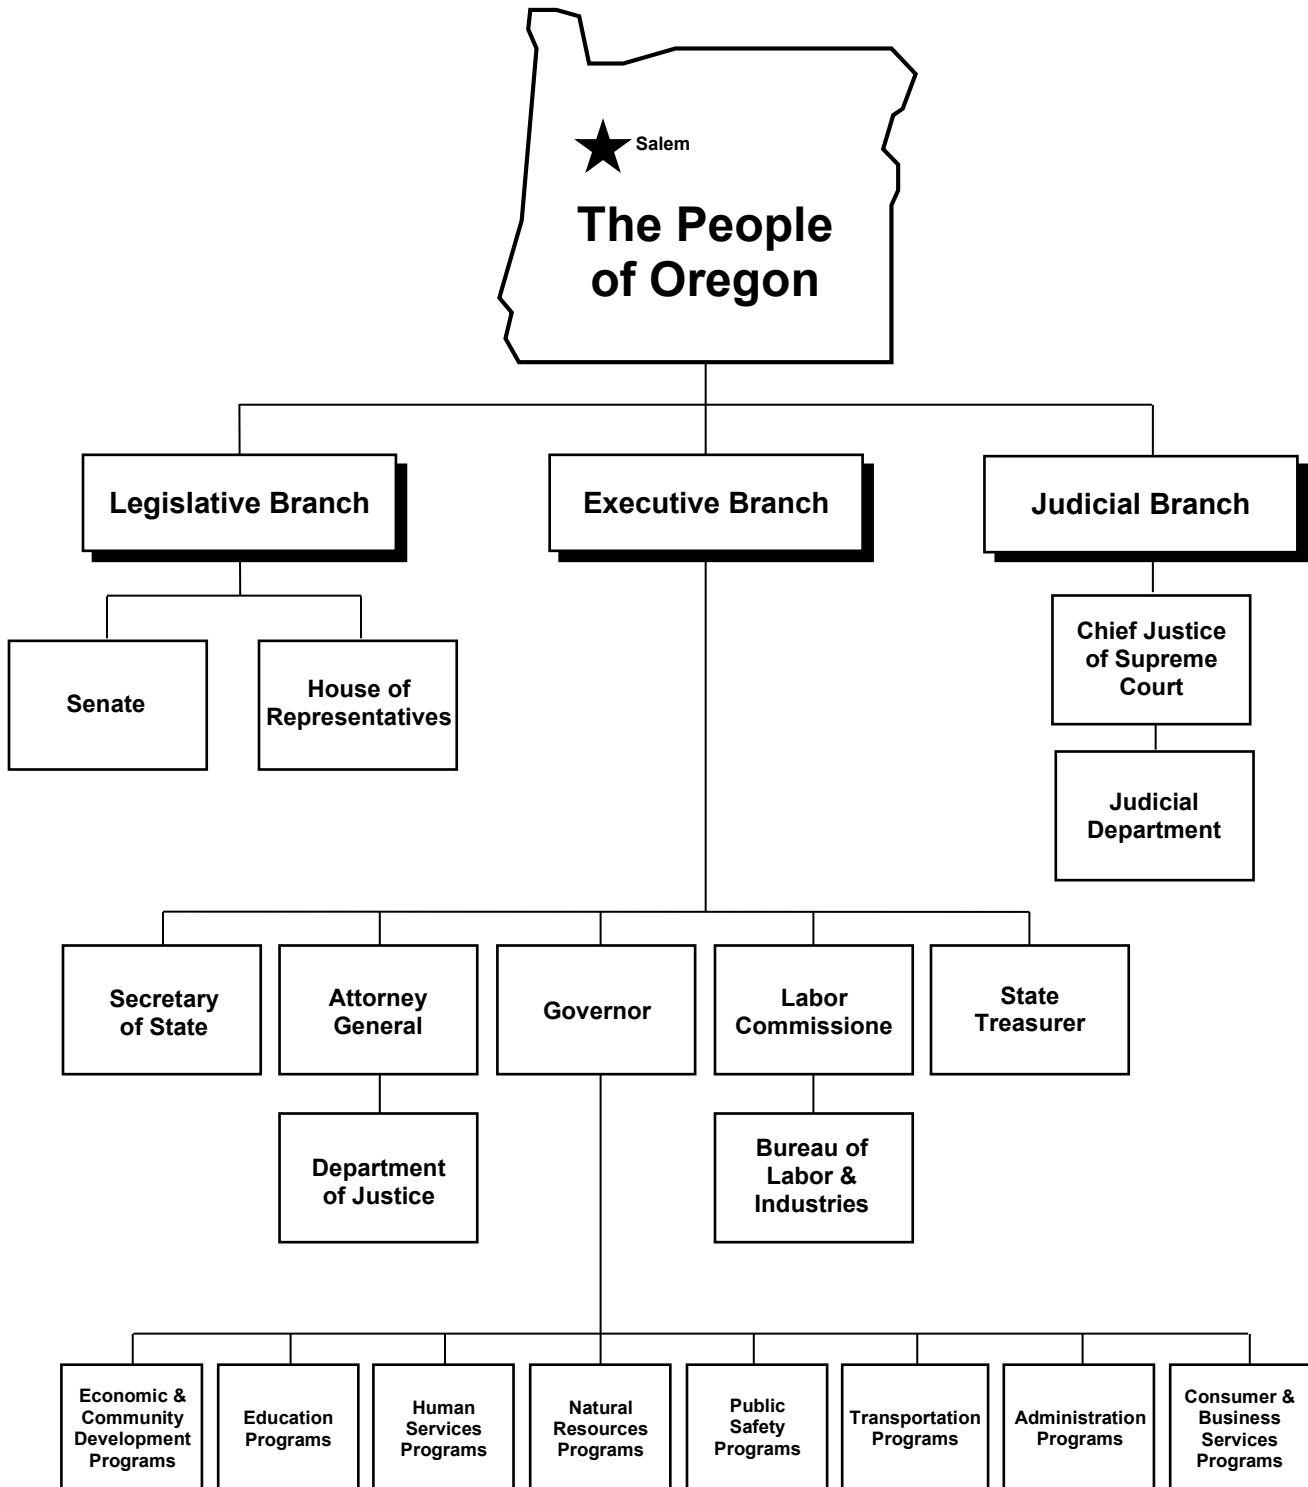 Salem
The People
of Oregon
Legislative Branch
Executive Branch
Judicial Branch
Senate
House of
Representatives
Chief Justice
of Supreme
Court
Judicial
Department
Secretary
of State
Attorney
General
Governor
Labor
Commissione
State
Treasurer
Department
of Justice
Bureau of
Labor &
Industries
Economic &
Community
Development
Programs
Education
Programs
Human
Services
Programs
Natural
Resources
Programs
Public
Safety
Programs
Transportation
Programs
Administration
Programs
Consumer &
Business
Services
Programs